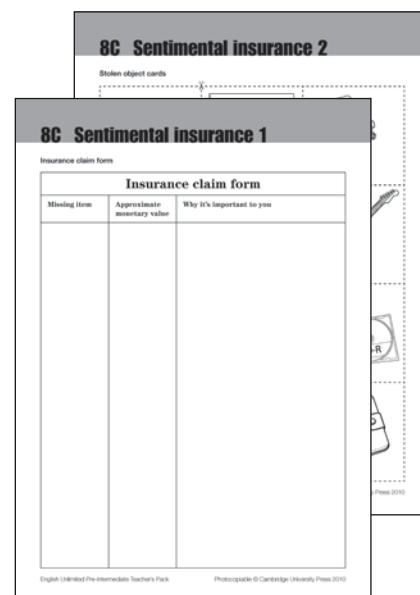 8C Sentimental insurance 2
Stolen object cards
8C Sentimental insurance 1
Insurance claim form
Insurance claim form
Missing item
Approximate
monetary value
Why it's important to you
-R
y Press 2010
English Unlimited Pre-intermediate Teacher's Pack
Photocopiable © Cambridge University Press 2010